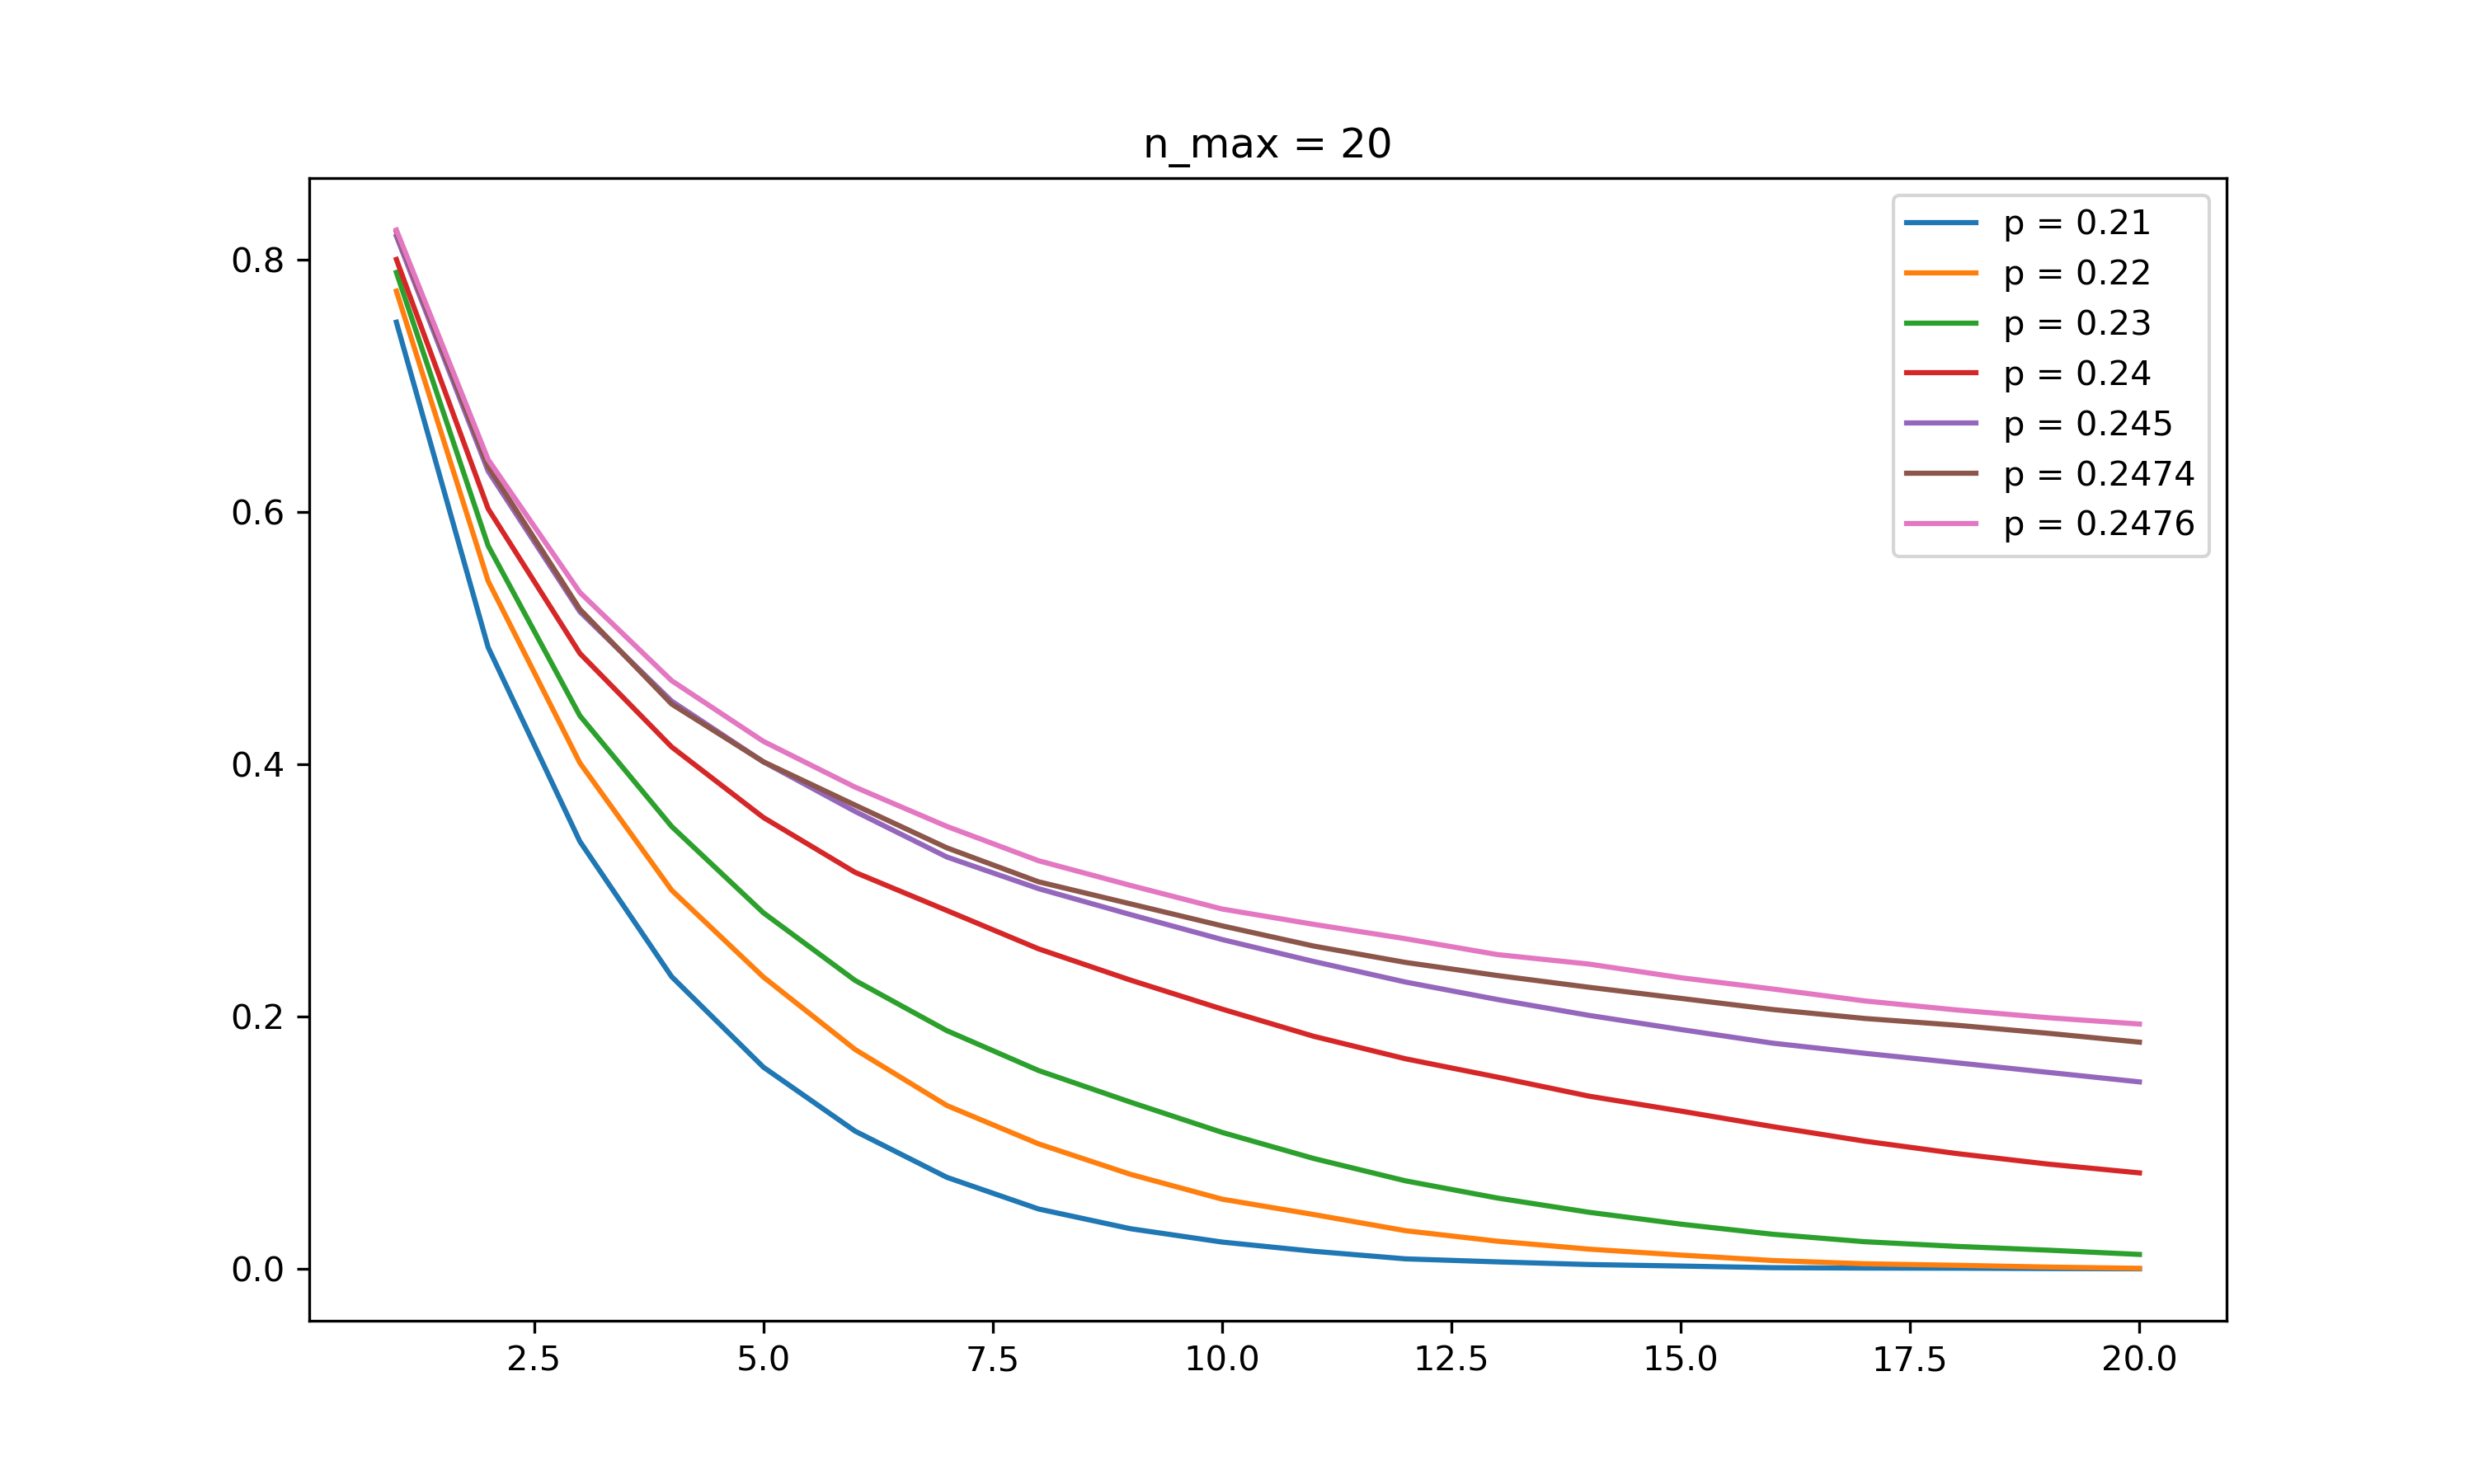 n_max = 20
p = 0.21
p = 0.22
p = 0.23
p = 0.24
p = 0.245
p = 0.2474
p = 0.2476
0.8
0.6
0.4
0.2
0.0
2.5 5.0 7.5 10.0 12.5 15.0 17.5 20.0